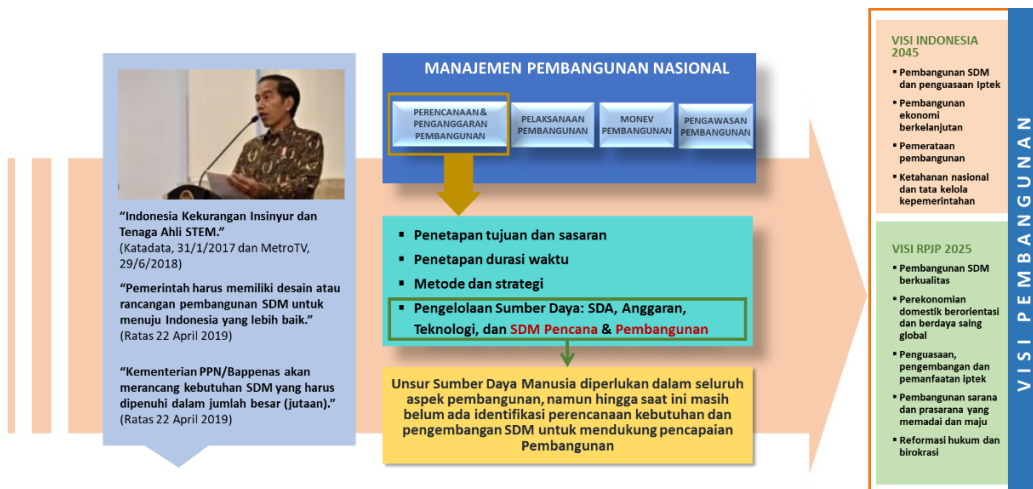 “Indonesia Kekurangan Insinyur dan
Tenaga Ahli STEM.”
(Katadata, 31/1/2017 dan MetroTV,
29/6/2018)
“Pemerintah harus memiliki desain atau
rancangan pembangunan SDM untuk
menuju Indonesia yang lebih baik.”
(Ratas 22 April 2019)
“Kementerian PPN/Bappenas akan
merancang kebutuhan SDM yang harus
dipenuhi dalam jumlah besar (jutaan).”
(Ratas 22 April 2019)
MANAJEMEN PEMBANGUNAN NASIONAL
PERENCANAAN &
PENGANGGARAN
PEMBANGUNAN
PELAKSANAAN
PEMBANGUNAN
MONEV
PEMBANGUNAN
PENGAWASAN
PEMBANGUNAN
▪ Penetapan tujuan dan sasaran
▪ Penetapan durasi waktu
▪ Metode dan strategi
▪ Pengelolaan Sumber Daya: SDA, Anggaran,
Teknologi, dan SDM Pencana & Pembangunan
Unsur Sumber Daya Manusia diperlukan dalam seluruh
aspek pembangunan, namun hingga saat ini masih
belum ada identifikasi perencanaan kebutuhan dan
pengembangan SDM untuk mendukung pencapaian
Pembangunan
VISI INDONESIA
2045
▪ Pembangunan SDM
dan penguasaan Iptek
▪ Pembangunan
ekonomi
berkelanjutan
▪ Pemerataan
pembangunan
▪ Ketahanan nasional
dan tata kelola
kepemerintahan
VISI RPJP 2025
▪ Pembangunan SDM
berkualitas
▪ Perekonomian
domestik berorientasi
dan berdaya saing
global
▪ Penguasaan,
pengembangan dan
pemanfaatan iptek
▪ Pembangunan sarana
dan prasarana yang
memadai dan maju
▪ Reformasi hukum dan
birokrasi
VISI PEMBANGUNAN